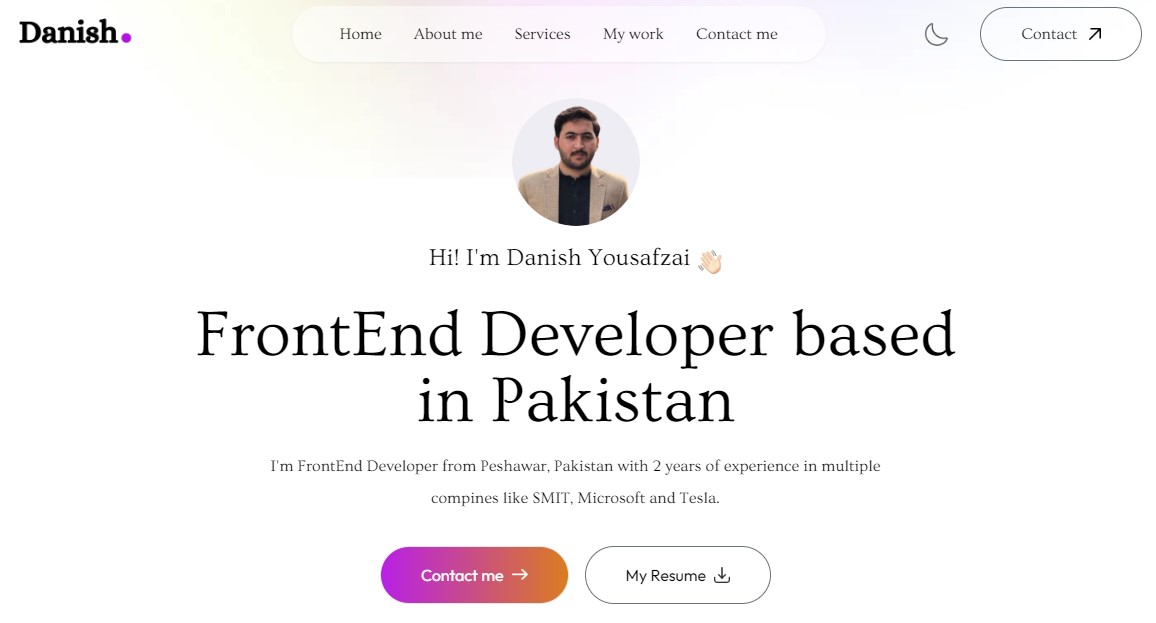 Danish.
Home About me Services My work Contact me
Contact
Hi! I'm Danish Yousafzai 👋🏻
FrontEnd Developer based
in Pakistan
I'm FrontEnd Developer from Peshawar, Pakistan with 2 years of experience in multiple
compines like SMIT, Microsoft and Tesla.
Contact me →
My Resume